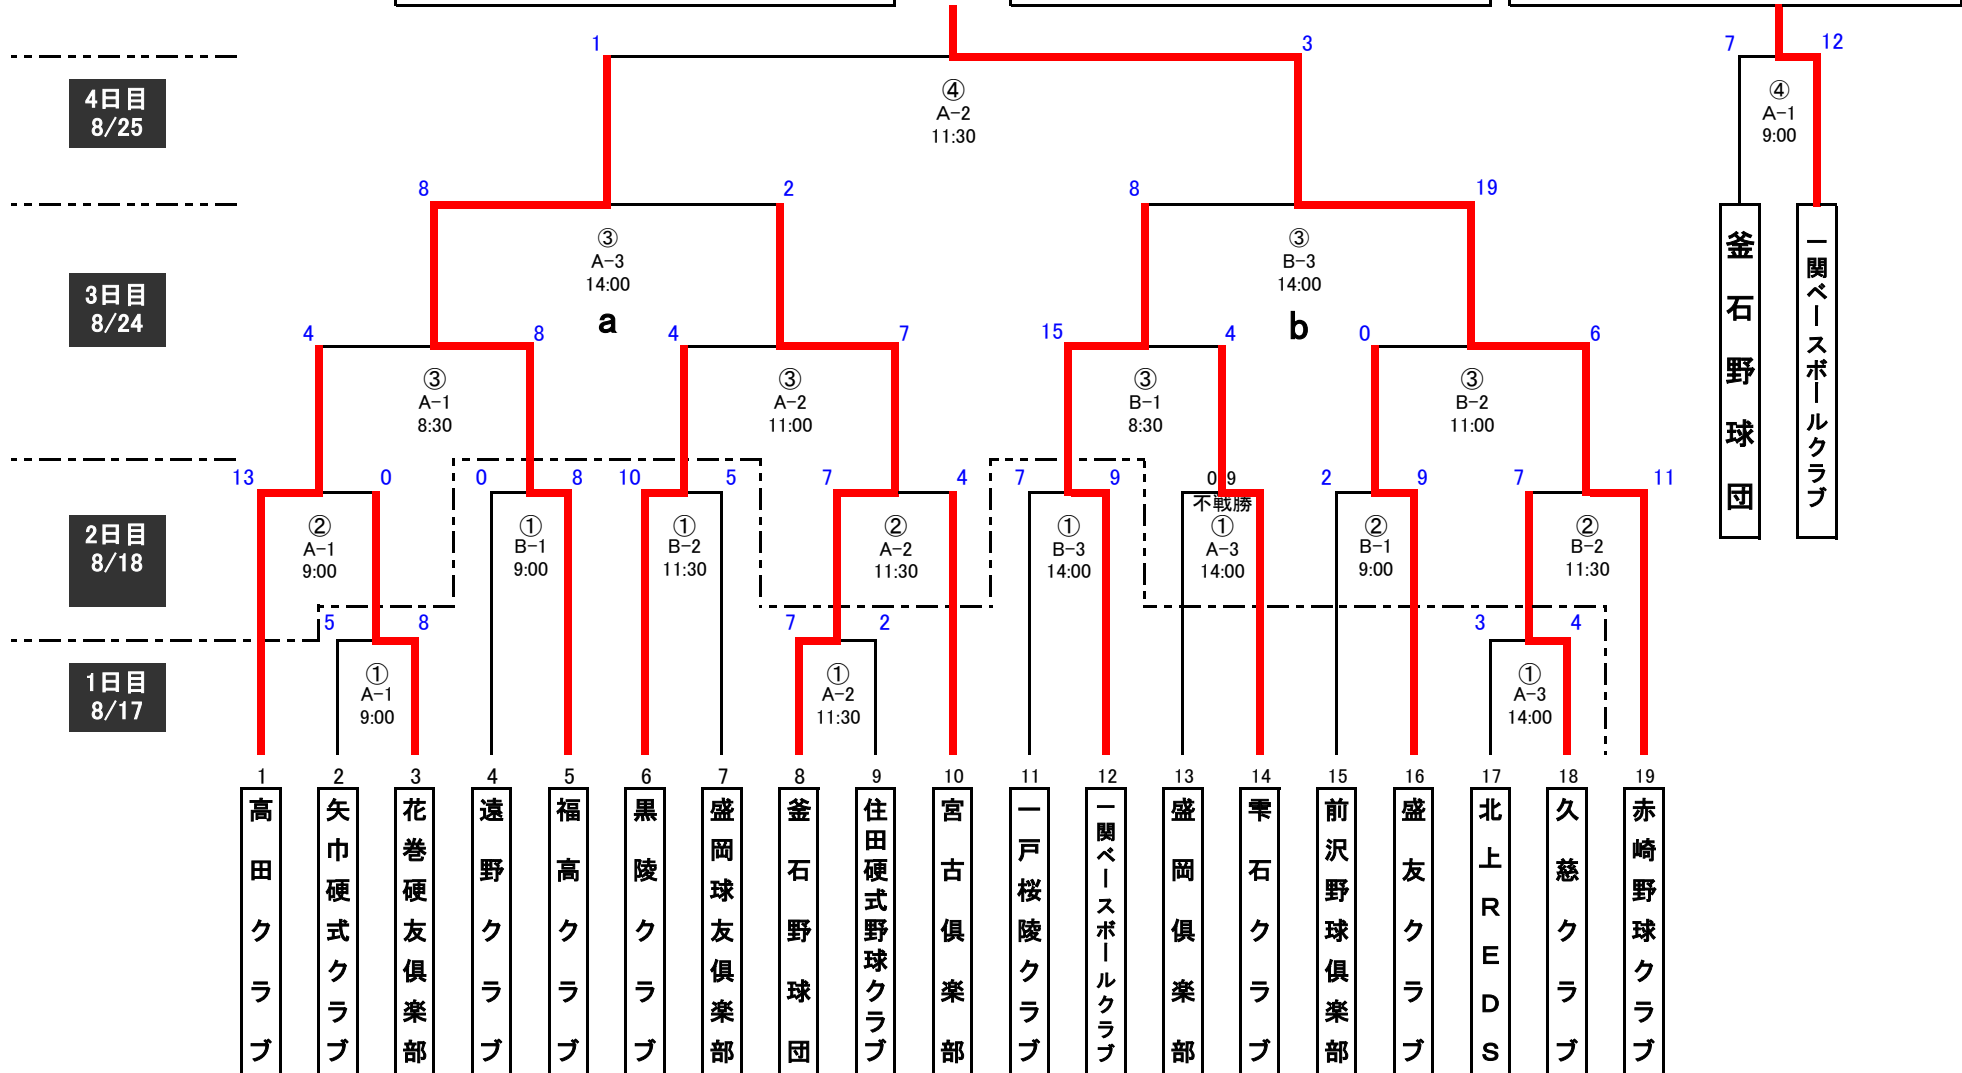 1
3
7
12
4日目
8/25
④
A-2
11:30
④
A-1
9:00
8
2
8
19
③
A-3
14:00
a
③
B-3
14:00
b
釜石野球団
一関ベースボールクラブ
3日目
8/24
4
8
4
7
15
4
0
6
③
A-1
8:30
③
A-2
11:00
③
B-1
8:30
③
B-2
11:00
13
0
0
8
10
5
7
4
7
9
0
9
不戦勝
2
9
7
11
2日目
8/18
②
A-1
9:00
①
B-1
9:00
①
B-2
11:30
②
A-2
11:30
①
B-3
14:00
①
A-3
14:00
②
B-1
9:00
②
B-2
11:30
5
8
7
2
3
4
1日目
8/17
①
A-1
9:00
①
A-2
11:30
①
A-3
14:00
1
2
3
4
5
6
7
8
9
10
11
12
13
14
15
16
17
18
19
高田クラブ
矢巾硬式クラブ
花巻硬友倶楽部
遠野クラブ
福高クラブ
黒陵クラブ
盛岡球友倶楽部
釜石野球団
住田硬式野球クラブ
宮古倶楽部
一戸桜陵クラブ
一関ベースボールクラブ
盛岡倶楽部
雫石クラブ
前沢野球倶楽部
盛友クラブ
北上ＲＥＤＳ
久慈クラブ
赤崎野球クラブ